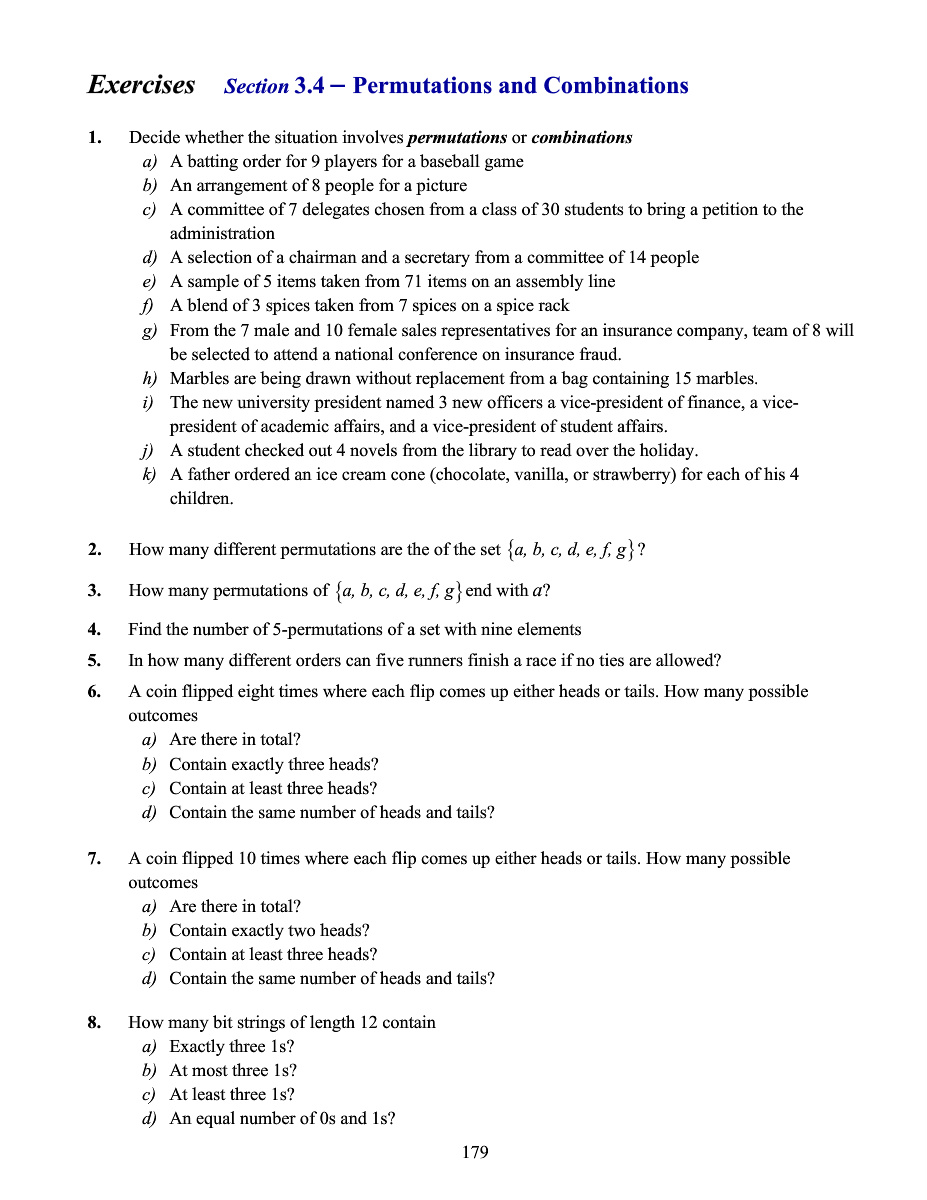 Exercises Section 3.4 – Permutations and Combinations
1. Decide whether the situation involves permutations or combinations
a) A batting order for 9 players for a baseball game
b) An arrangement of 8 people for a picture
c) A committee of 7 delegates chosen from a class of 30 students to bring a petition to the
administration
d) A selection of a chairman and a secretary from a committee of 14 people
e) A sample of 5 items taken from 71 items on an assembly line
f) A blend of 3 spices taken from 7 spices on a spice rack
g) From the 7 male and 10 female sales representatives for an insurance company, team of 8 will
be selected to attend a national conference on insurance fraud.
h) Marbles are being drawn without replacement from a bag containing 15 marbles.
i) The new university president named 3 new officers a vice-president of finance, a vice-
president of academic affairs, and a vice-president of student affairs.
j) A student checked out 4 novels from the library to read over the holiday.
k) A father ordered an ice cream cone (chocolate, vanilla, or strawberry) for each of his 4
children.
2. How many different permutations are the of the set {a, b, c, d, e, f, g}?
3. How many permutations of {a, b, c, d, e, f, g} end with a?
4. Find the number of 5-permutations of a set with nine elements
5. In how many different orders can five runners finish a race if no ties are allowed?
6. A coin flipped eight times where each flip comes up either heads or tails. How many possible
outcomes
a) Are there in total?
b) Contain exactly three heads?
c) Contain at least three heads?
d) Contain the same number of heads and tails?
7. A coin flipped 10 times where each flip comes up either heads or tails. How many possible
outcomes
a) Are there in total?
b) Contain exactly two heads?
c) Contain at least three heads?
d) Contain the same number of heads and tails?
8. How many bit strings of length 12 contain
a) Exactly three 1s?
b) At most three 1s?
c) At least three 1s?
d) An equal number of 0s and 1s?
179